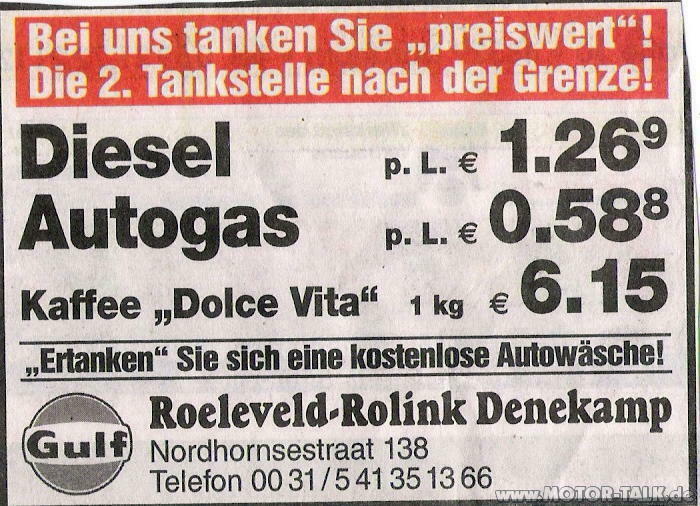 Bei uns tanken Sie „preiswert“!
Die 2. Tankstelle nach der Grenze!
Diesel p. L. € 1.26⁹
Autogas p. L. € 0.58⁸
Kaffee „Dolce Vita“ 1 kg € 6.15
„Ertanken“ Sie sich eine kostenlose Autowäsche!
Roeleveld-Rolink Denekamp
Gulf
Nordhornsestraat 138
Telefon 00 31/5 41 35 13 66
www.MOTOR-TALK.de